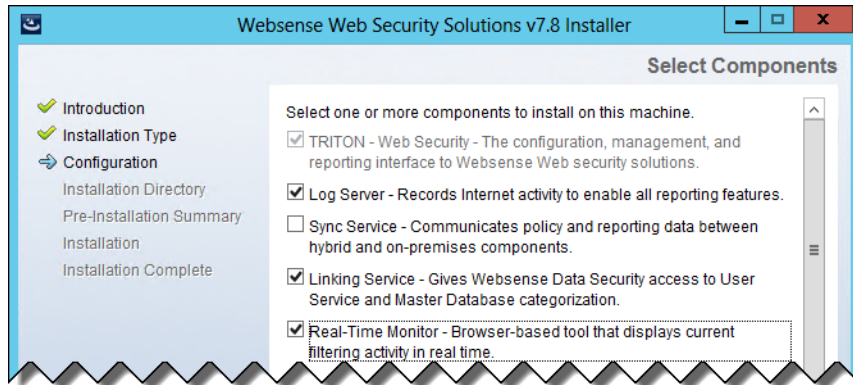 Websense Web Security Solutions v7.8 Installer
Select Components
Introduction
Installation Type
Configuration
Installation Directory
Pre-Installation Summary
Installation
Installation Complete
Select one or more components to install on this machine.
TRITON - Web Security - The configuration, management, and
reporting interface to Websense Web security solutions.
Log Server - Records Internet activity to enable all reporting features.
Sync Service - Communicates policy and reporting data between
hybrid and on-premises components.
Linking Service - Gives Websense Data Security access to User
Service and Master Database categorization.
Real-Time Monitor - Browser-based tool that displays current
filtering activity in real time.